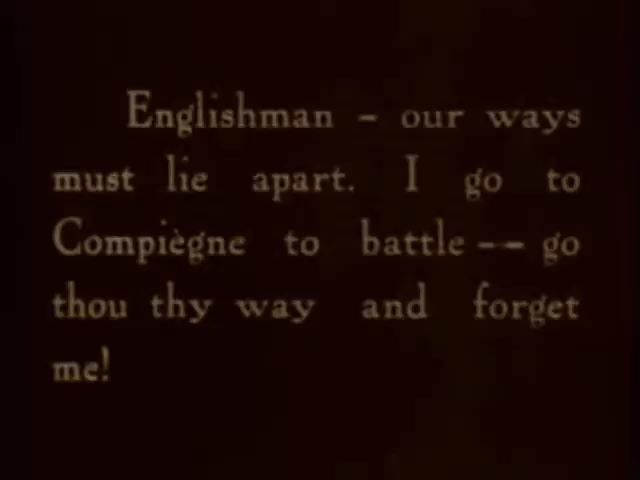 Englishman – our ways
must lie apart. I go to
Compiègne to battle –– go
thou thy way and forget
me!